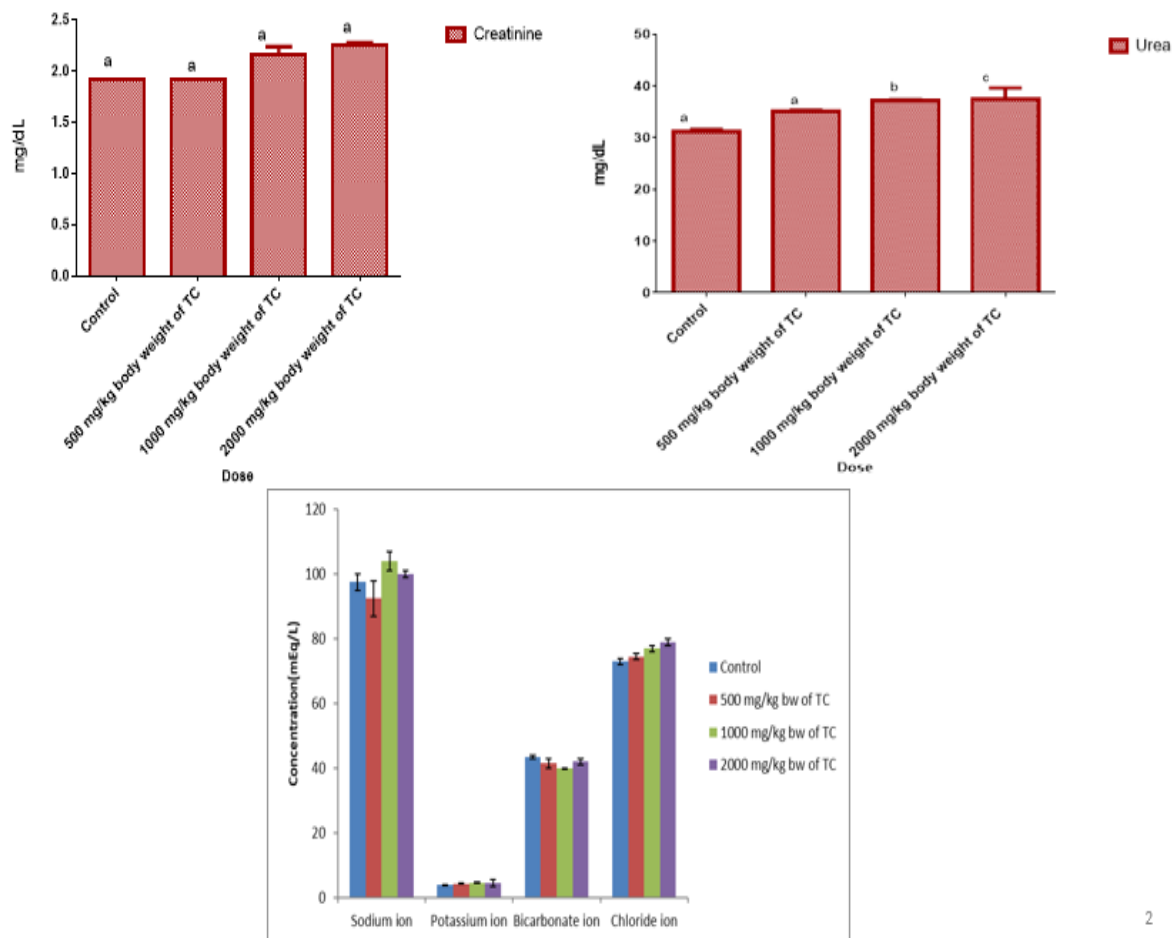 2.5
2.0
1.5
1.0
0.5
0.0
mg/dL
a
a
a
a
Creatinine
Control
500 mg/kg body weight of TC
1000 mg/kg body weight of TC
2000 mg/kg body weight of TC
Dose
50
40
30
20
10
0
mg/dL
a
a
b
c
Urea
Control
500 mg/kg body weight of TC
1000 mg/kg body weight of TC
2000 mg/kg body weight of TC
Dose
120
100
80
60
40
20
0
Concentration(mEq/L)
Sodium ion Potassium ion Bicarbonate ion Chloride ion
Control
500 mg/kg bw of TC
1000 mg/kg bw of TC
2000 mg/kg bw of TC
2